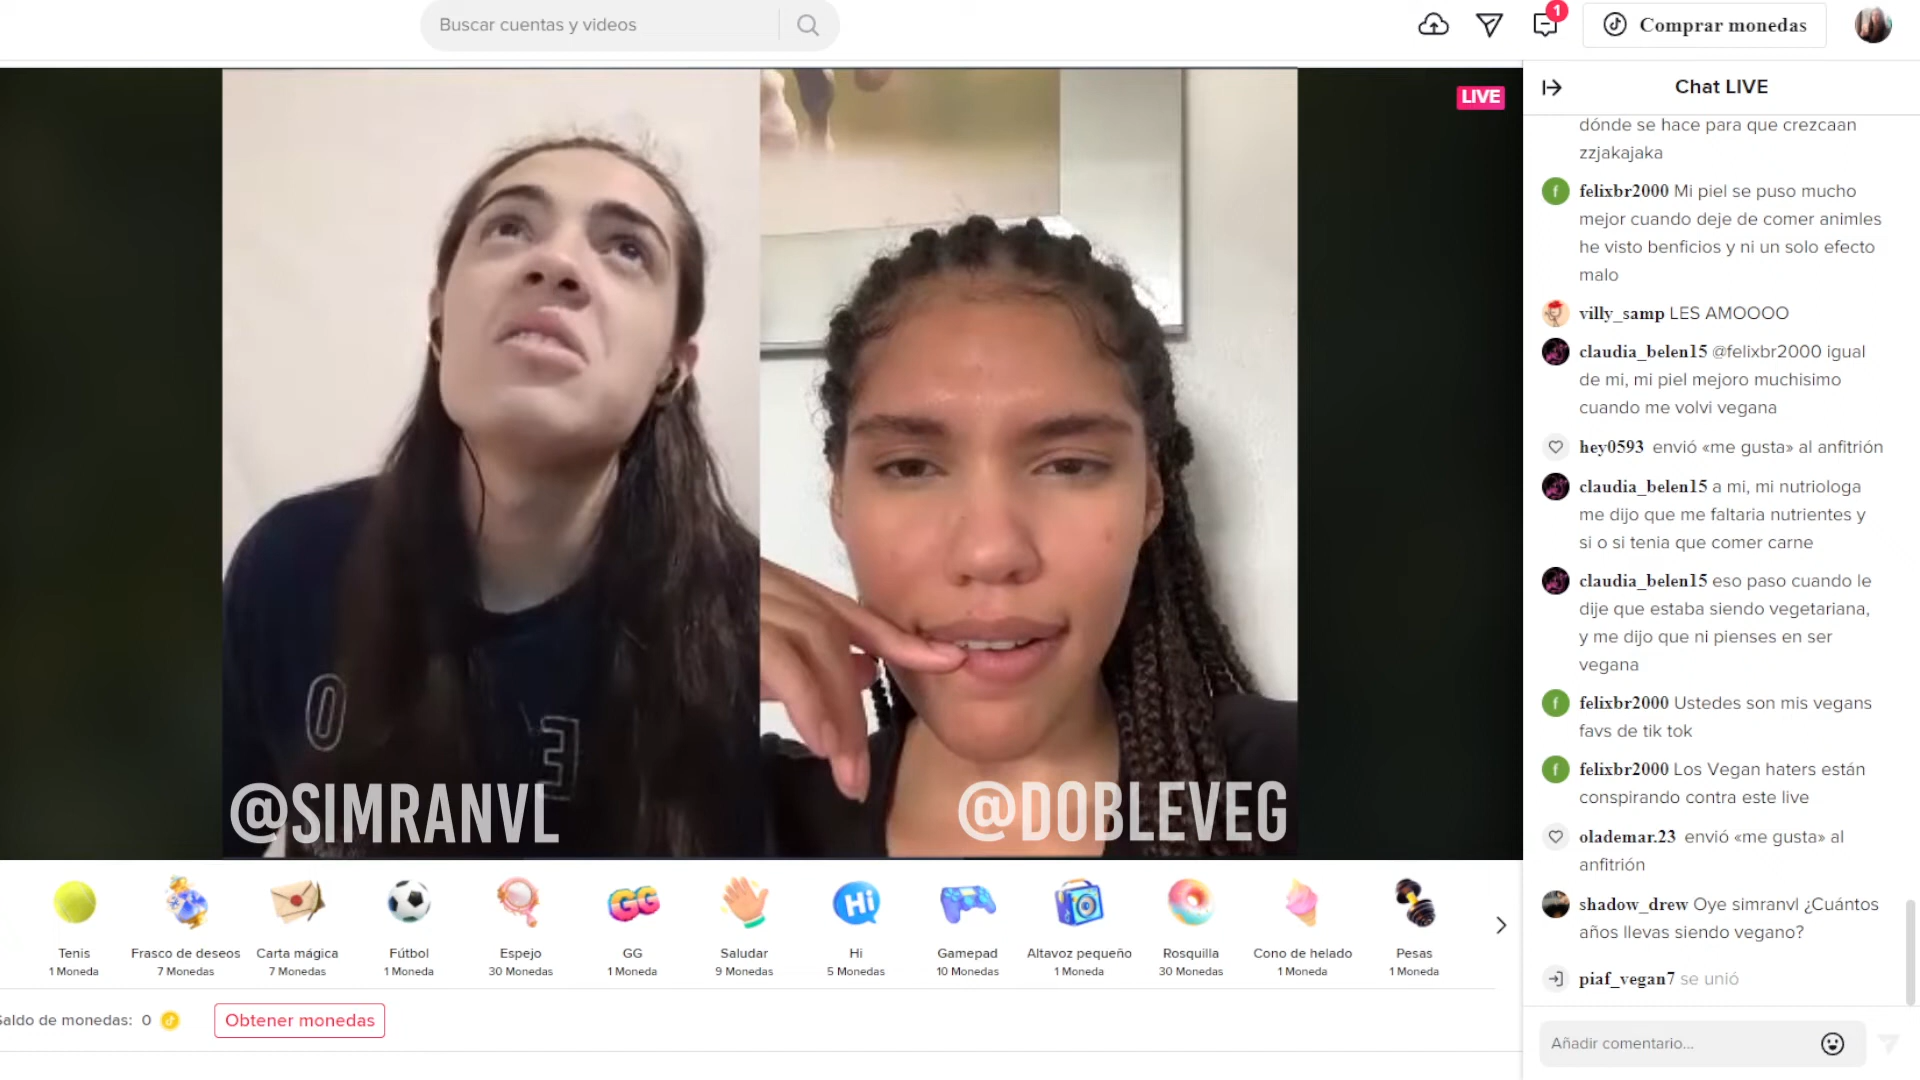 Buscar cuentas y videos
1
Comprar monedas
LIVE
@SIMRANVL
@DOBLEVEG
Chat LIVE
dónde se hace para que crezcaan
zzjakajaka
f
felixbr2000 Mi piel se puso mucho
mejor cuando deje de comer animles
he visto benficios y ni un solo efecto
malo
villy_samp LES AMOOOO
claudia_belen15 @felixbr2000 igual
de mi, mi piel mejoro muchisimo
cuando me volvi vegana
hey0593 envió «me gusta» al anfitrión
claudia_belen15 a mi, mi nutriologa
me dijo que me faltaria nutrientes y
si o si tenia que comer carne
claudia_belen15 eso paso cuando le
dije que estaba siendo vegetariana,
y me dijo que ni pienses en ser
vegana
f
felixbr2000 Ustedes son mis vegans
favs de tik tok
f
felixbr2000 Los Vegan haters están
conspirando contra este live
olademar.23 envió «me gusta» al
anfitrión
shadow_drew Oye simranvl ¿Cuántos
años llevas siendo vegano?
piaf_vegan7 se unió
Añadir comentario...
GG
Hi
Tenis
1 Moneda
Frasco de deseos
7 Monedas
Carta mágica
7 Monedas
Fútbol
1 Moneda
Espejo
30 Monedas
GG
1 Moneda
Saludar
9 Monedas
Hi
5 Monedas
Gamepad
10 Monedas
Altavoz pequeño
1 Moneda
Rosquilla
30 Monedas
Cono de helado
1 Moneda
Pesas
1 Moneda
Saldo de monedas: 0
Obtener monedas